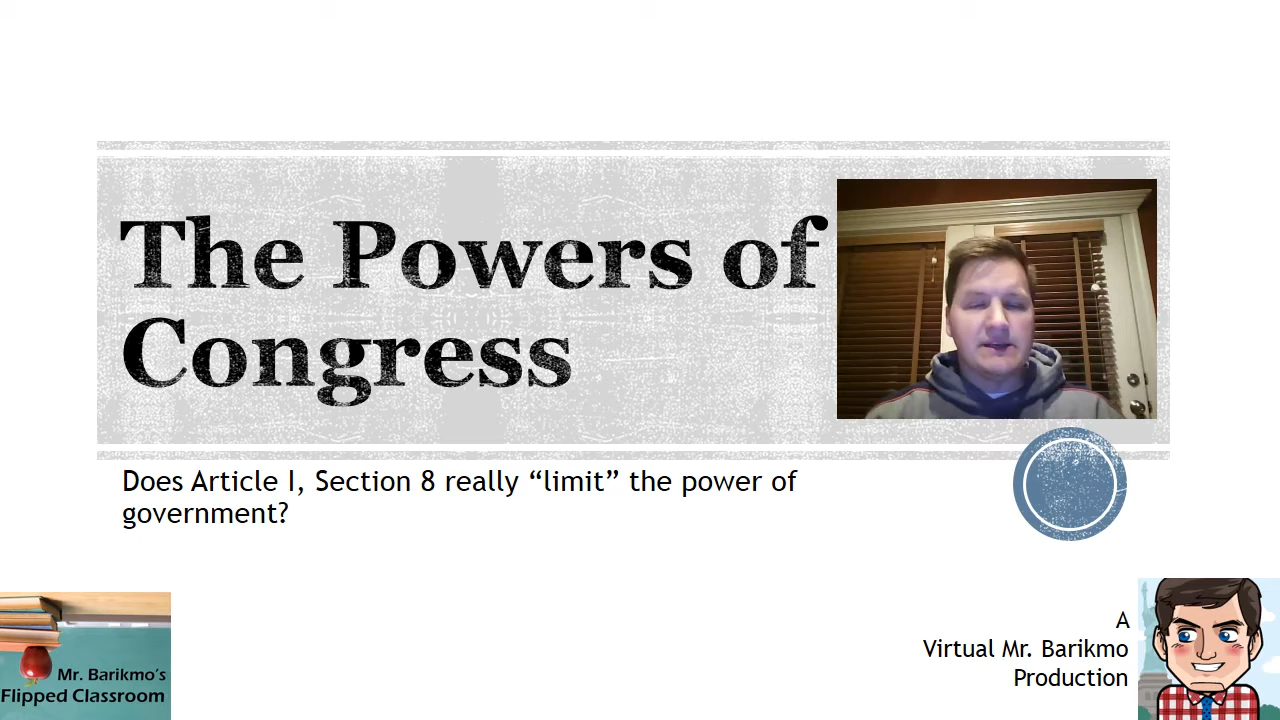 The Powers of
Congress
Does Article I, Section 8 really “limit” the power of
government?
Mr. Barikmo's
Flipped Classroom
A
Virtual Mr. Barikmo
Production